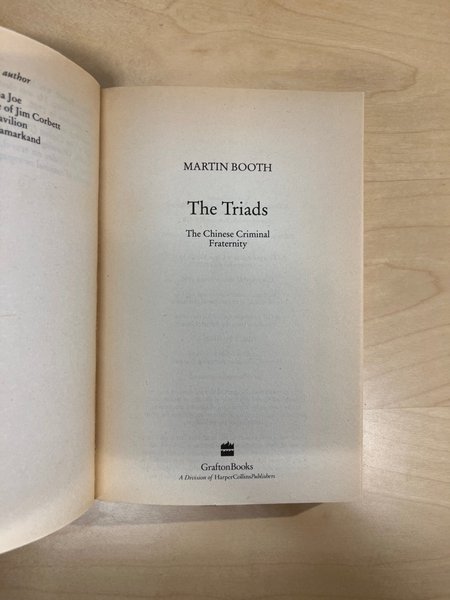 author
a Joe
e of Jim Corbett
avilion
amarkand
MARTIN BOOTH
The Triads
The Chinese Criminal
Fraternity
GraftonBooks
A Division of HarperCollinsPublishers